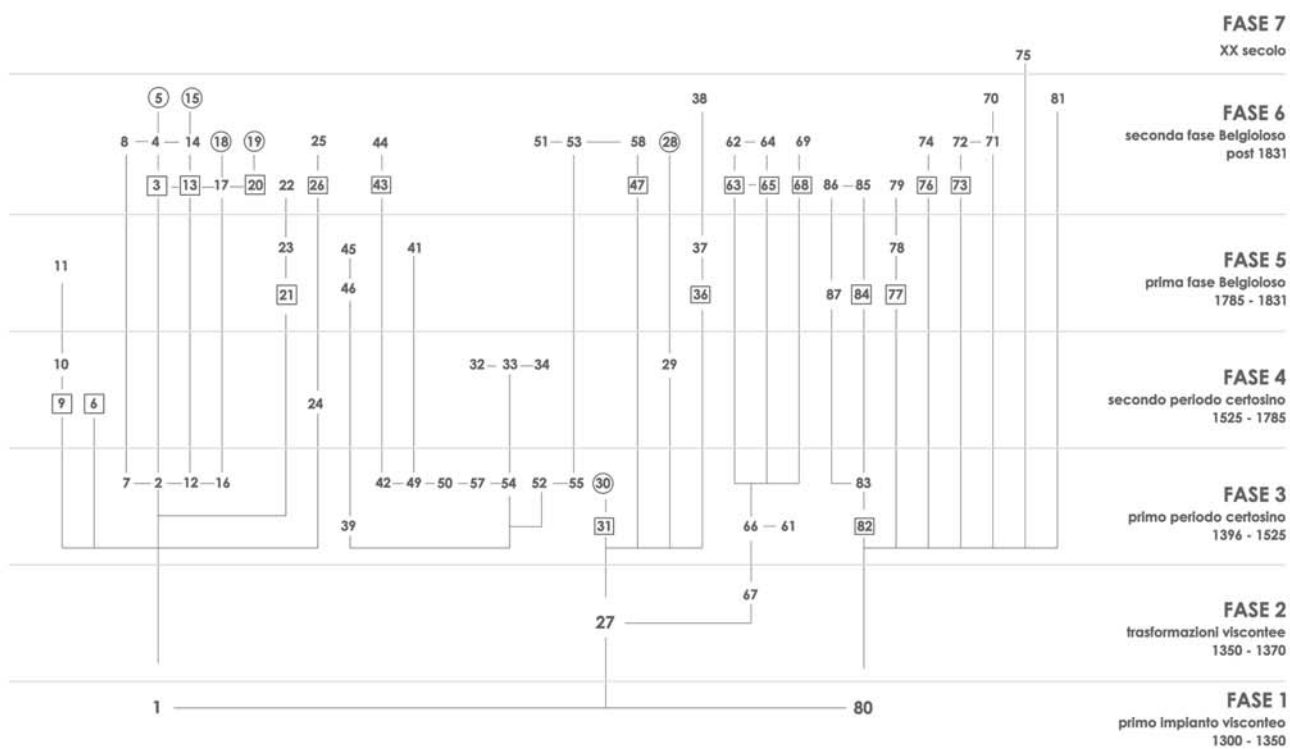 FASE 7
XX secolo
75
5 15 38 70 81
FASE 6
seconda fase Belgioloso
post 1831
8 4 14 18 19 25 44 51 53 58 28 62 64 69 74 72 71
3 13 17 20 22 26 43 47 63 65 68 86 85 79 76 73
23 45 41 37 78
11
FASE 5
prima fase Belgioloso
1785 - 1831
21 46 36 87 84 77
10 32 33 34 29
FASE 4
secondo periodo certosino
1525 - 1785
9 6 24
7 2 12 16 42 49 50 57 54 52 55 30 83
FASE 3
primo periodo certosino
1396 - 1525
39 31 66 61 82
67
FASE 2
trasformazioni viscontee
1350 - 1370
27
1 80
FASE 1
primo impianto visconteo
1300 - 1350